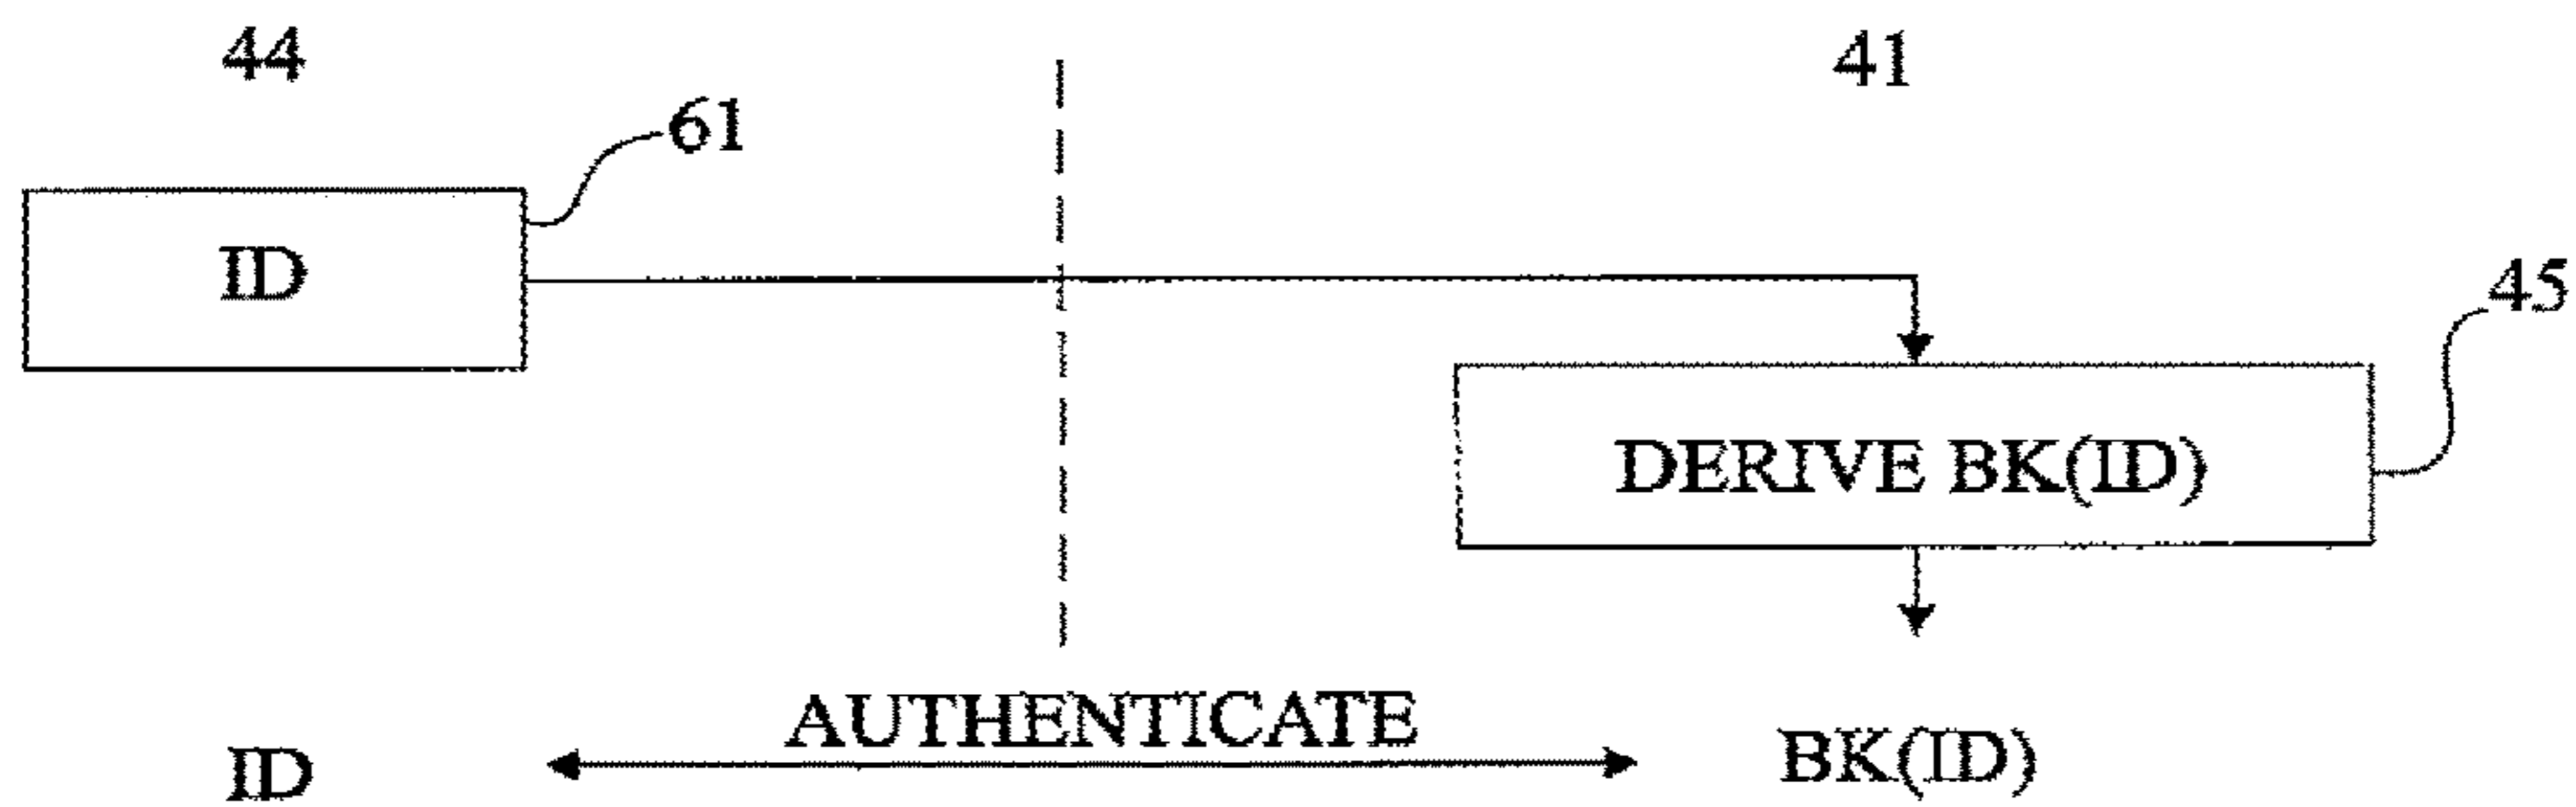 44
41
61
ID
45
DERIVE BK(ID)
AUTHENTICATE
ID
BK(ID)